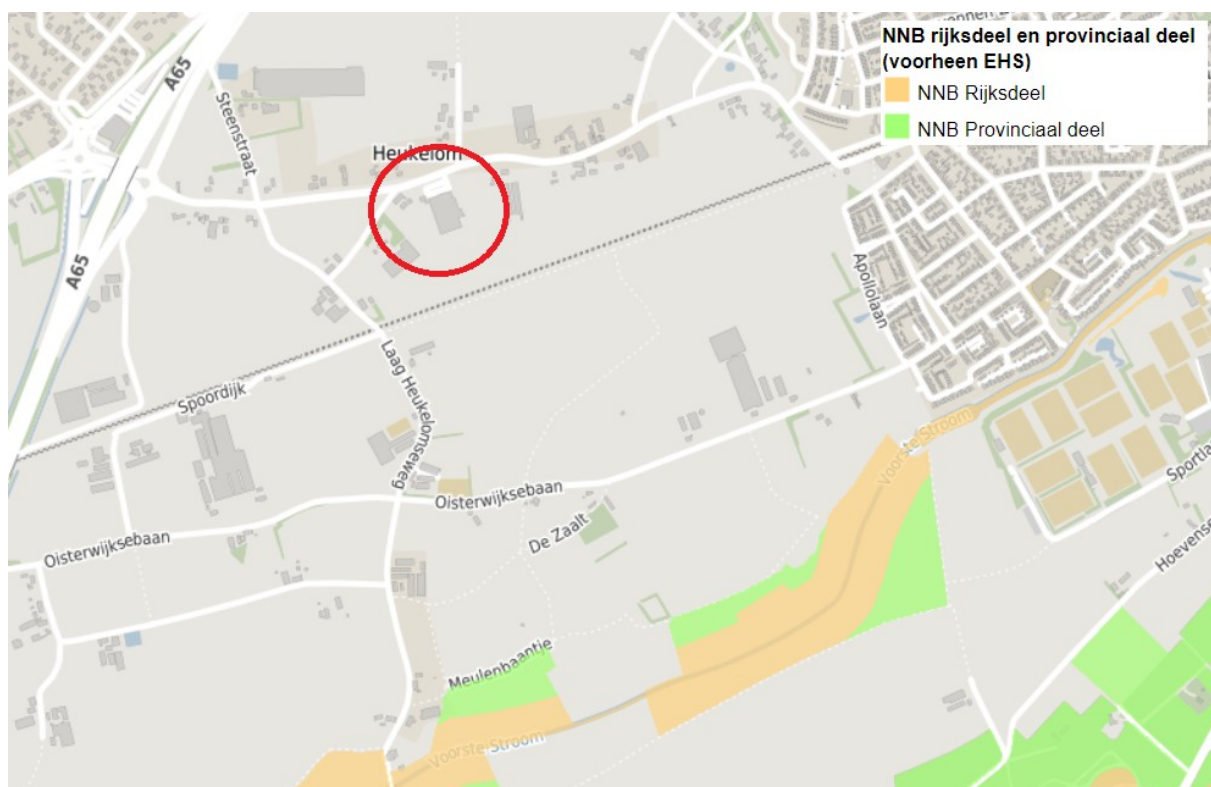 NNB rijksdeel en provinciaal deel
(voorheen EHS)
NNB Rijksdeel
NNB Provinciaal deel
A65
Steenstraat
Heukelom
A65
Apollolaan
Spoordijk
Laag Heukelomseweg
Voorste Stroom
Oisterwijksebaan
De Zaalt
Oisterwijksebaan
Hoevense
Meulenbaantje
Voorste Stroom